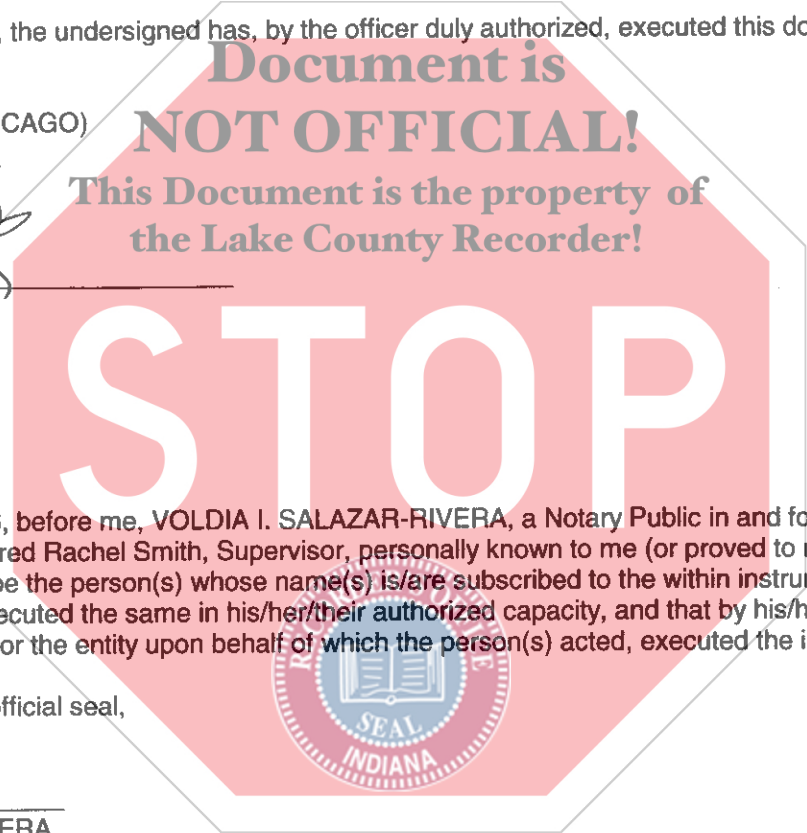 , the undersigned has, by the officer duly authorized, executed this do
Document is
CAGO)
NOT OFFICIAL!
This Document is the property of
the Lake County Recorder!
STOP
, before me, VOLDIA I. SALAZAR-RIVERA, a Notary Public in and fo
red Rachel Smith, Supervisor, personally known to me (or proved to
be the person(s) whose name(s) is/are subscribed to the within instru
ecuted the same in his/her/their authorized capacity, and that by his/h
or the entity upon behalf of which the person(s) acted, executed the i
RECORDER'S OFFICE
SEAL
INDIANA
fficial seal,
ERA